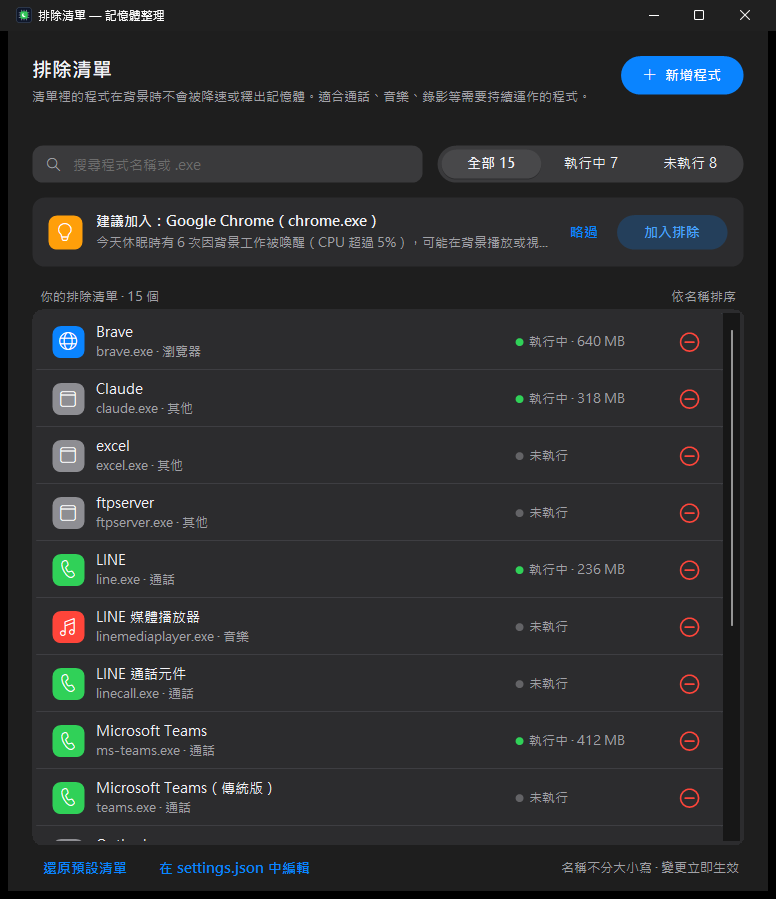 排除清單 — 記憶體整理
排除清單
清單裡的程式在背景時不會被降速或釋出記憶體。適合通話、音樂、錄影等需要持續運作的程式。
＋ 新增程式
搜尋程式名稱或 .exe
全部 15
執行中 7
未執行 8
建議加入：Google Chrome（chrome.exe）
今天休眠時有 6 次因背景工作被喚醒（CPU 超過 5%），可能在背景播放或視...
略過
加入排除
你的排除清單 · 15 個
依名稱排序
Brave
brave.exe · 瀏覽器
執行中 · 640 MB
Claude
claude.exe · 其他
執行中 · 318 MB
excel
excel.exe · 其他
未執行
ftpserver
ftpserver.exe · 其他
未執行
LINE
line.exe · 通話
執行中 · 236 MB
LINE 媒體播放器
linemediaplayer.exe · 音樂
未執行
LINE 通話元件
linecall.exe · 通話
未執行
Microsoft Teams
ms-teams.exe · 通話
執行中 · 412 MB
Microsoft Teams（傳統版）
teams.exe · 通話
未執行
還原預設清單
在 settings.json 中編輯
名稱不分大小寫 · 變更立即生效